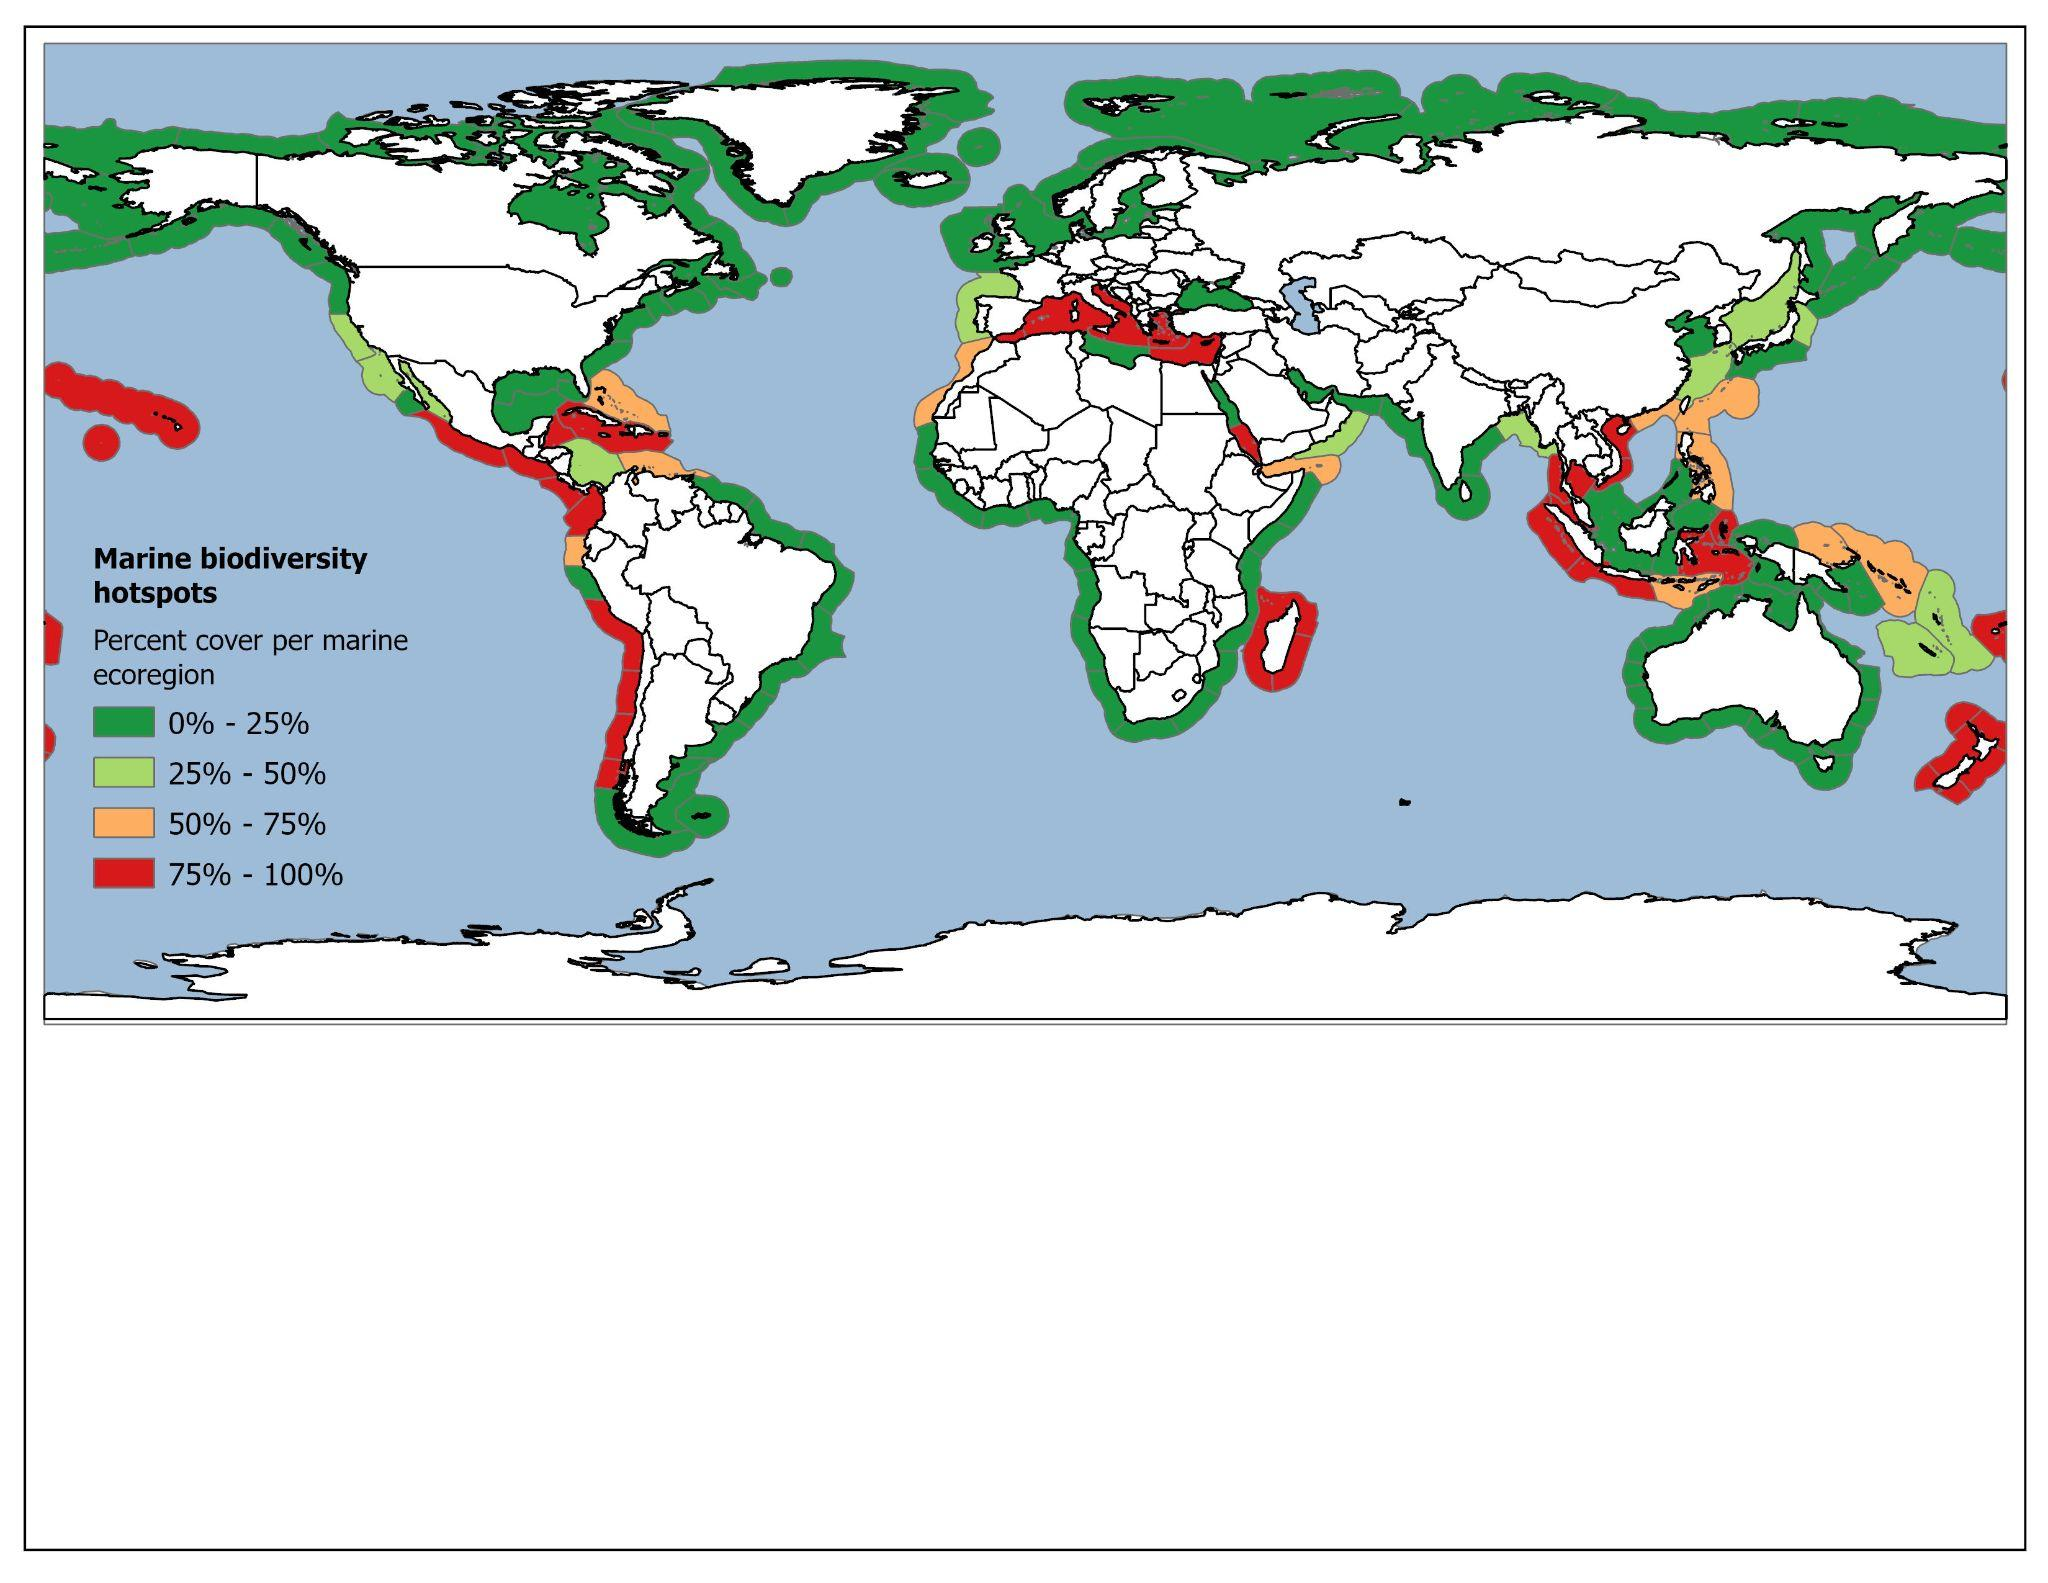 Marine biodiversity
hotspots
Percent cover per marine
ecoregion
0% - 25%
25% - 50%
50% - 75%
75% - 100%